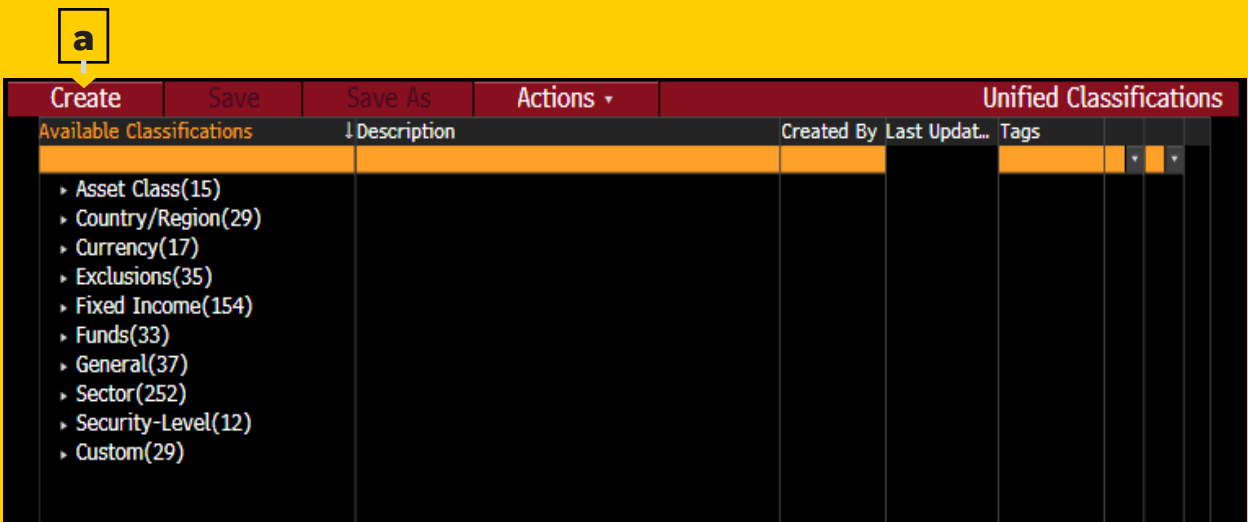 a
Create Save Save As Actions Unified Classifications
Available Classifications Description Created By Last Updat... Tags
Asset Class(15)
Country/Region(29)
Currency(17)
Exclusions(35)
Fixed Income(154)
Funds(33)
General(37)
Sector(252)
Security-Level(12)
Custom(29)